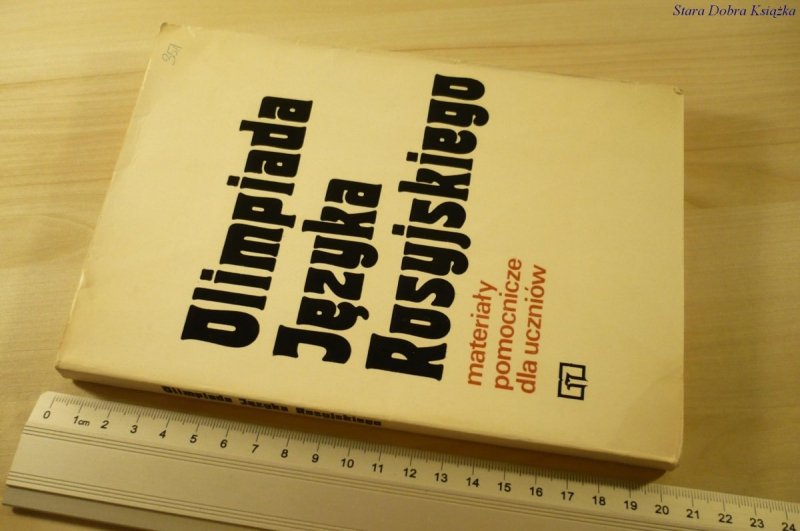 Stara Dobra Książka
351
Olimpiada
Języka
Rosyjskiego
materiały
pomocnicze
dla uczniów
Olimpiada Języka Rosyjskiego
0 1cm 2 3 4 5 6 7 8 9 10 11 12 13 14 15 16 17 18 19 20 21 22 23 24